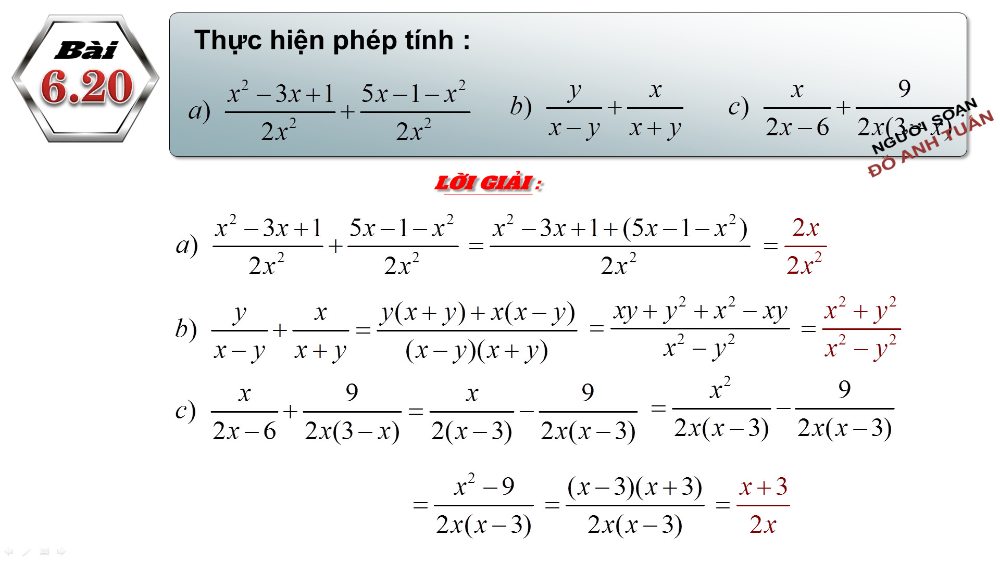 Bài
6.20
Thực hiện phép tính :
a) \frac{x^2-3x+1}{2x^2}+\frac{5x-1-x^2}{2x^2} b) \frac{y}{x-y}+\frac{x}{x+y} c) \frac{x}{2x-6}+\frac{9}{2x(3-x)}
NGƯỜI SOẠN
ĐỖ ANH TUẤN
LỜI GIẢI :
a) \frac{x^2-3x+1}{2x^2}+\frac{5x-1-x^2}{2x^2}=\frac{x^2-3x+1+(5x-1-x^2)}{2x^2}=\frac{2x}{2x^2}
b) \frac{y}{x-y}+\frac{x}{x+y}=\frac{y(x+y)+x(x-y)}{(x-y)(x+y)}=\frac{xy+y^2+x^2-xy}{x^2-y^2}=\frac{x^2+y^2}{x^2-y^2}
c) \frac{x}{2x-6}+\frac{9}{2x(3-x)}=\frac{x}{2(x-3)}-\frac{9}{2x(x-3)}=\frac{x^2}{2x(x-3)}-\frac{9}{2x(x-3)}
=\frac{x^2-9}{2x(x-3)}=\frac{(x-3)(x+3)}{2x(x-3)}=\frac{x+3}{2x}